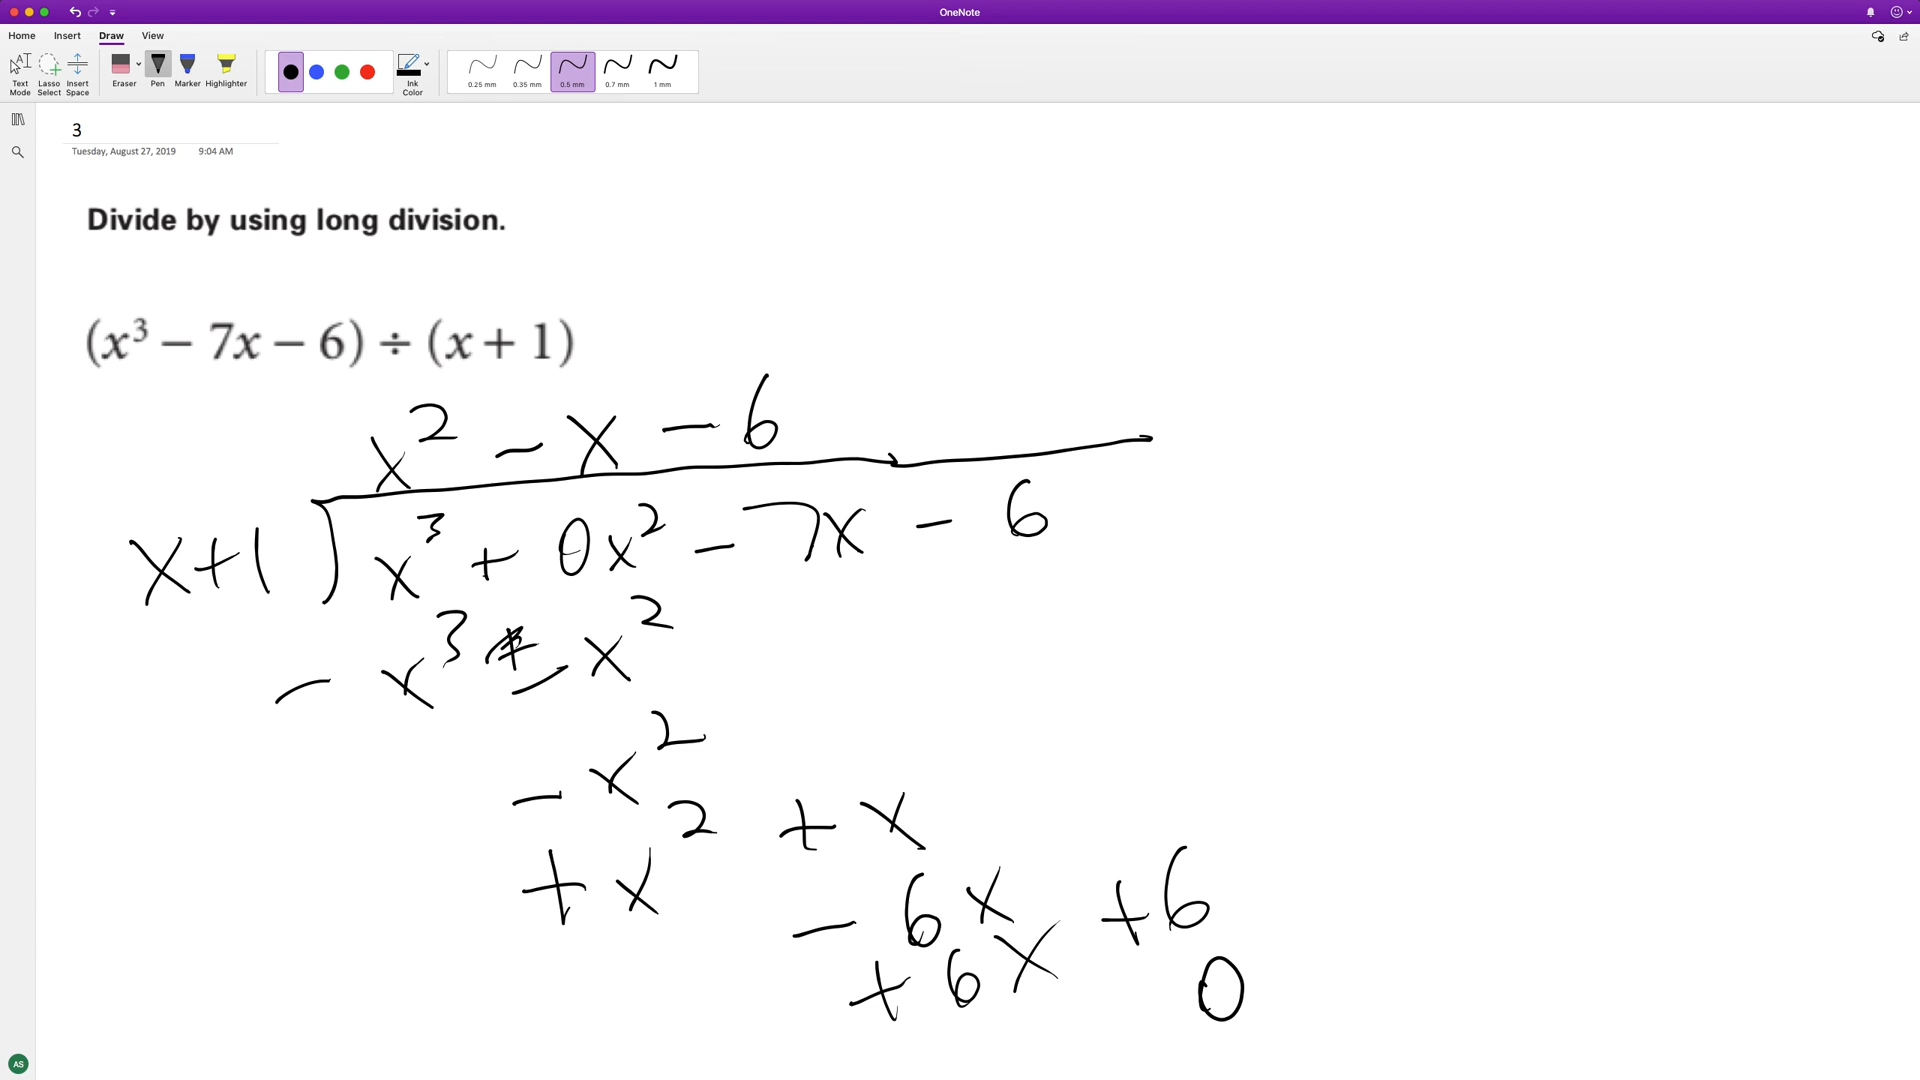 OneNote
Home Insert Draw View
Text Mode Lasso Select Insert Space Eraser Pen Marker Highlighter Ink Color 0.25 mm 0.35 mm 0.5 mm 0.7 mm 1 mm
3
Tuesday, August 27, 2019 9:04 AM
Divide by using long division.
(x³ − 7x − 6) ÷ (x + 1)
x² − x − 6
x+1 ) x³ + 0x² − 7x − 6
− x³ − x²
− x²
+ x² + x
− 6x + 6
+ 6x 0
AS